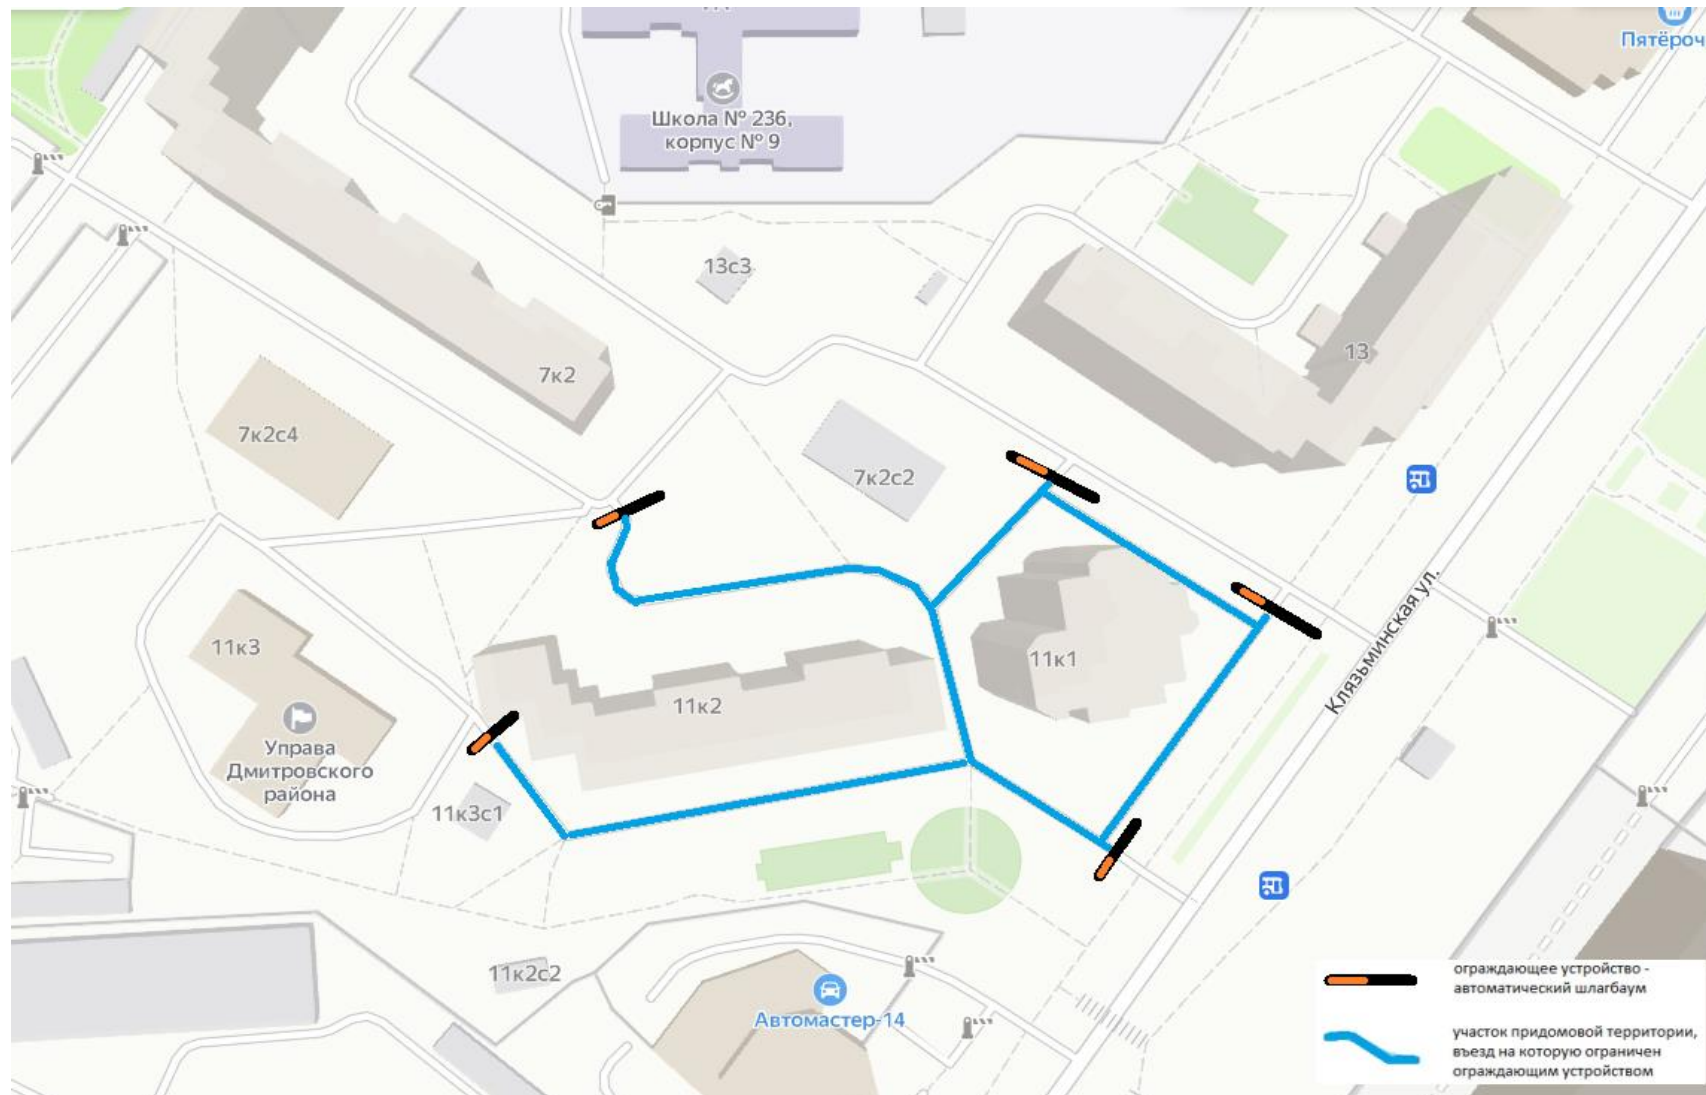 Пятёроч
Школа № 236,
корпус № 9
13с3
13
7к2
7к2с4
7к2с2
11к3
11к1
Клязьминская ул.
11к2
Управа
Дмитровского
района
11к3с1
11к2с2
Автомастер-14
ограждающее устройство -
автоматический шлагбаум
участок придомовой территории,
въезд на которую ограничен
ограждающим устройством